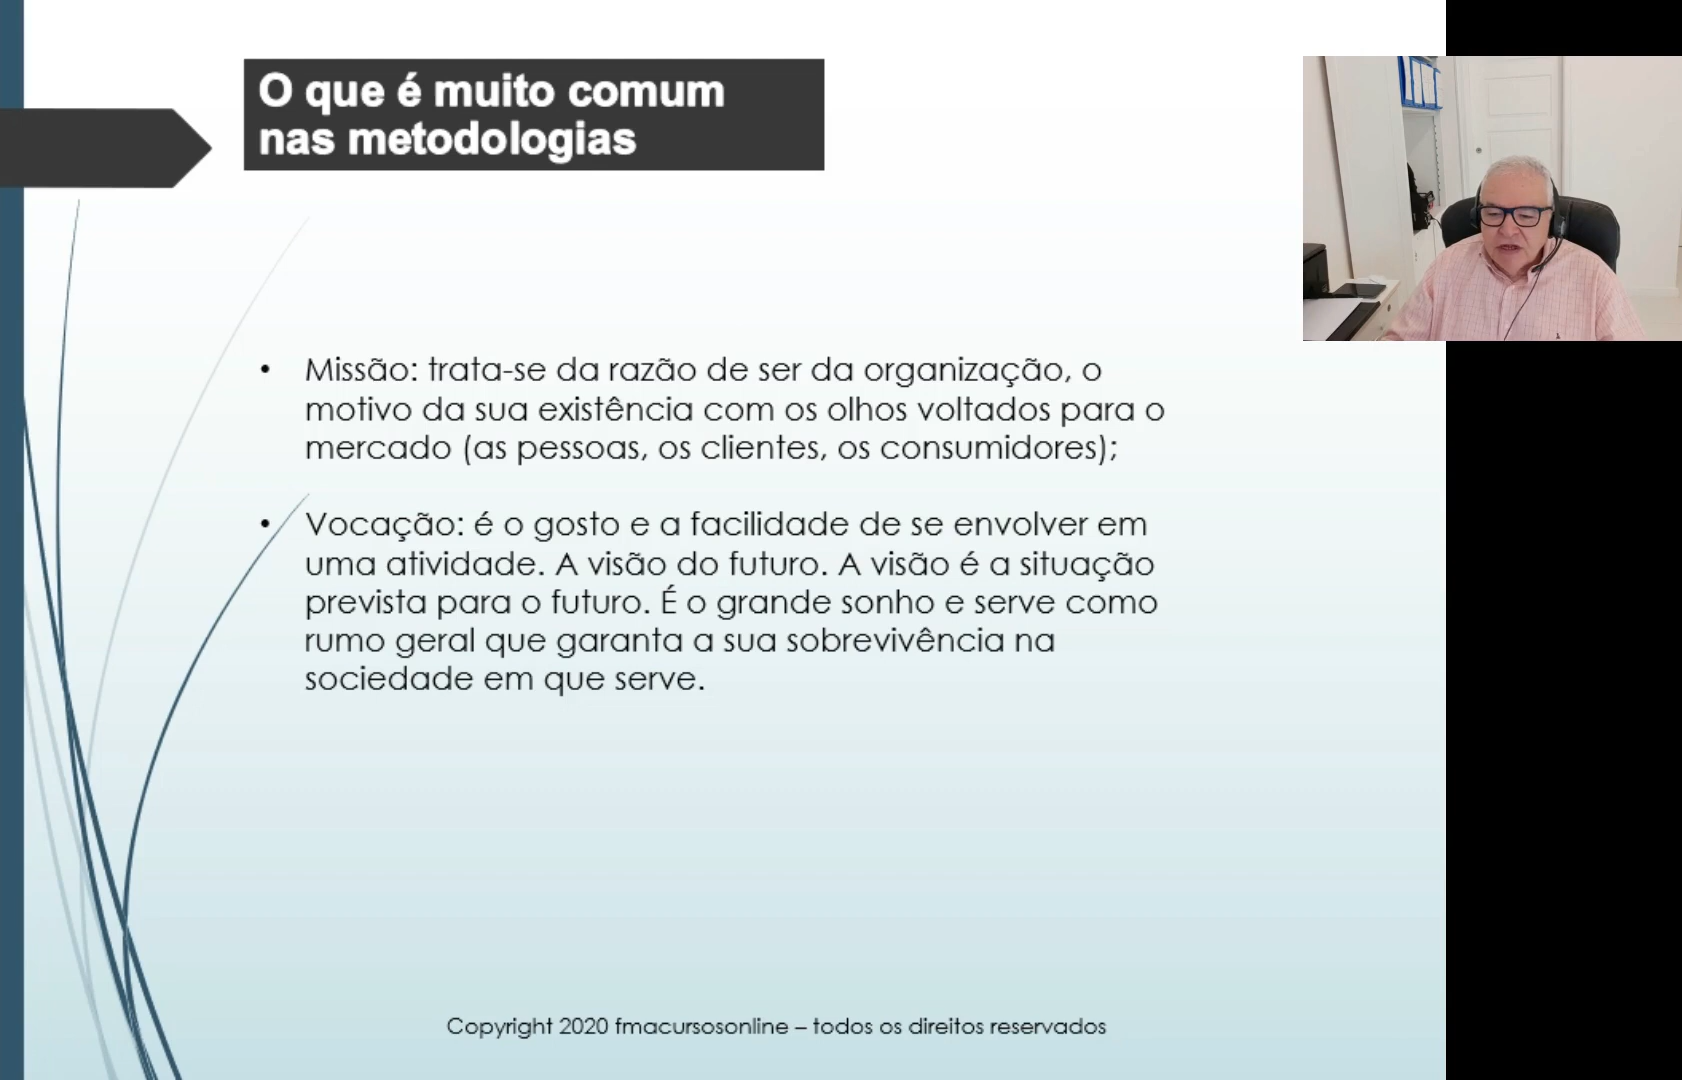 O que é muito comum
nas metodologias
• Missão: trata-se da razão de ser da organização, o
motivo da sua existência com os olhos voltados para o
mercado (as pessoas, os clientes, os consumidores);
• Vocação: é o gosto e a facilidade de se envolver em
uma atividade. A visão do futuro. A visão é a situação
prevista para o futuro. É o grande sonho e serve como
rumo geral que garanta a sua sobrevivência na
sociedade em que serve.
Copyright 2020 fmacursosonline – todos os direitos reservados